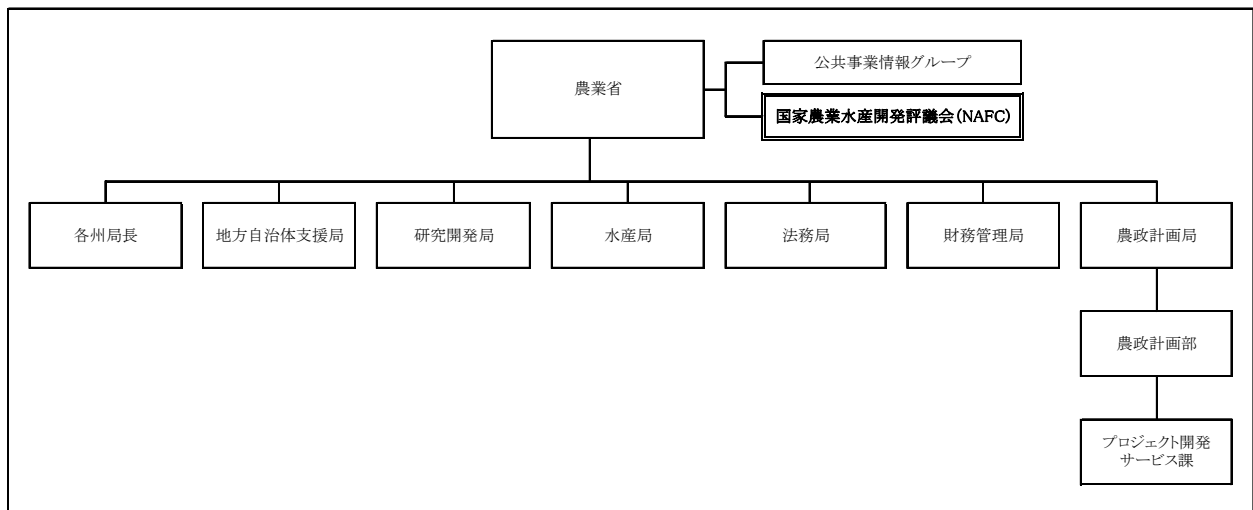 農業省
公共事業情報グループ
国家農業水産開発評議会(NAFC)
各州局長
地方自治体支援局
研究開発局
水産局
法務局
財務管理局
農政計画局
農政計画部
プロジェクト開発
サービス課